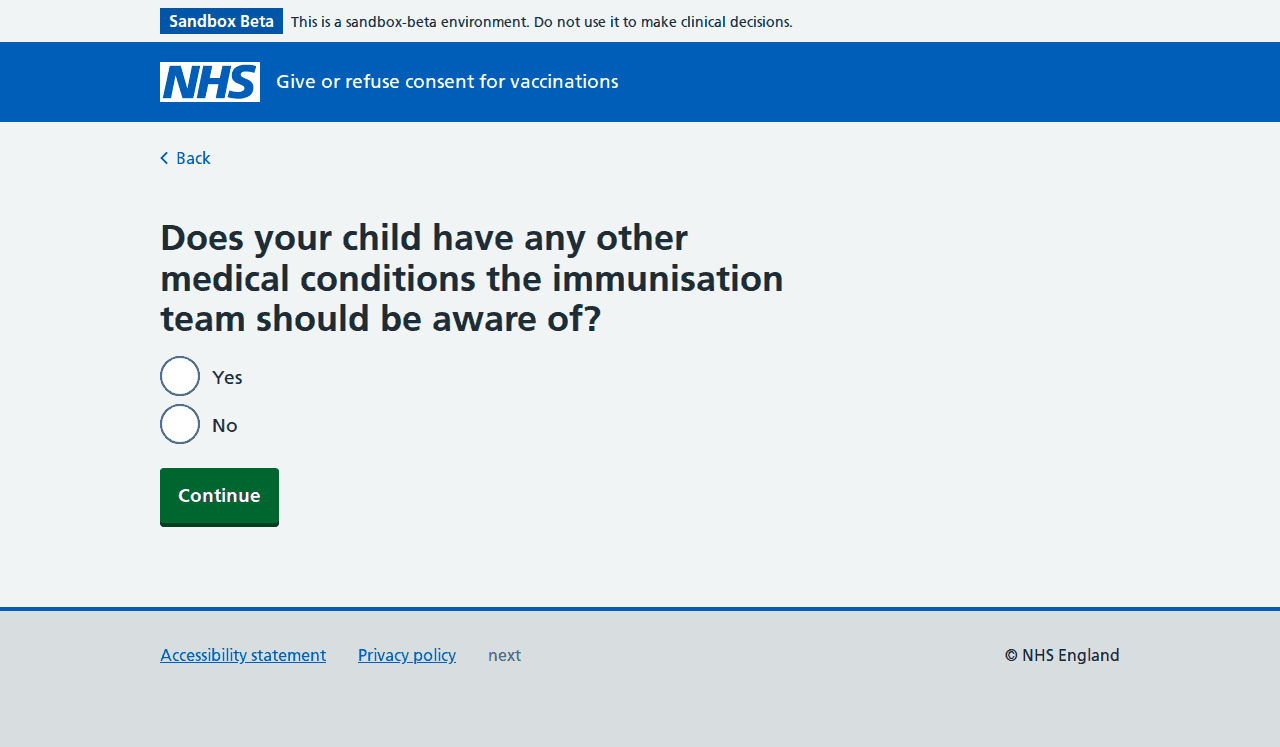 Sandbox Beta This is a sandbox-beta environment. Do not use it to make clinical decisions.
NHS Give or refuse consent for vaccinations
Back
Does your child have any other
medical conditions the immunisation
team should be aware of?
Yes
No
Continue
Accessibility statement Privacy policy next © NHS England